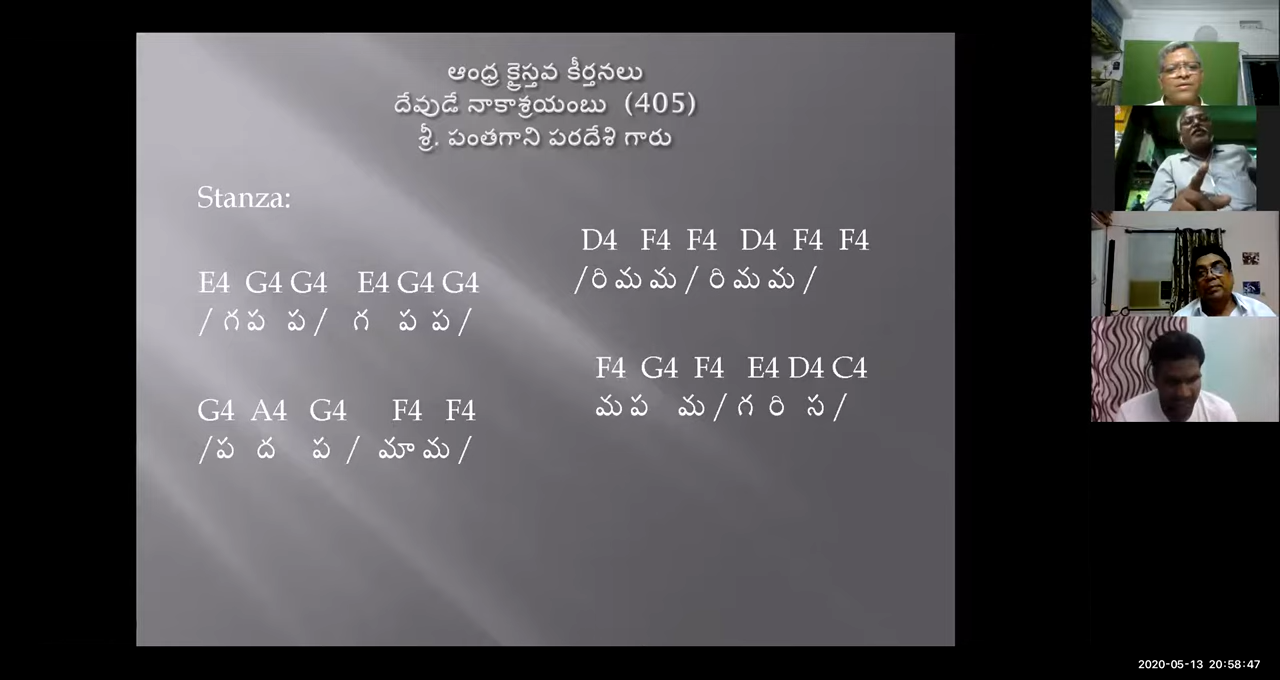 ఆంధ్ర క్రైస్తవ కీర్తనలు
దేవుడే నాకాశ్రయంబు (405)
శ్రీ. పంతగాని పరదేశి గారు
Stanza:
E4 G4 G4 E4 G4 G4
/ గ ప ప / గ ప ప /
G4 A4 G4 F4 F4
/ప ద ప / మా మ /
D4 F4 F4 D4 F4 F4
/రి మ మ / రి మ మ /
F4 G4 F4 E4 D4 C4
మ ప మ / గ రి స /
2020-05-13 20:58:47